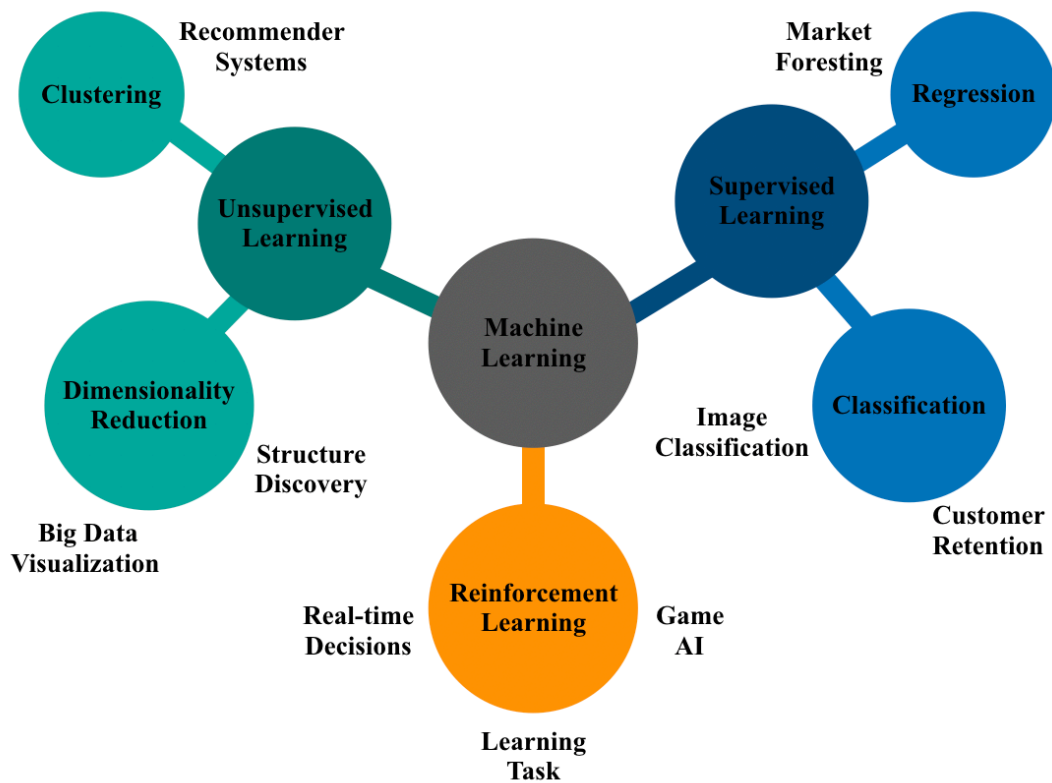 Recommender
Systems
Clustering
Unsupervised
Learning
Dimensionality
Reduction
Structure
Discovery
Big Data
Visualization
Machine
Learning
Market
Foresting
Regression
Supervised
Learning
Image
Classification
Classification
Customer
Retention
Reinforcement
Learning
Real-time
Decisions
Game
AI
Learning
Task